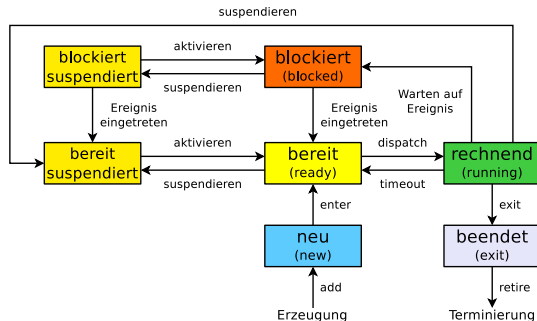 suspendieren
blockiert
suspendiert
aktivieren
suspendieren
blockiert
(blocked)
Warten auf
Ereignis
Ereignis
eingetreten
Ereignis
eingetreten
bereit
suspendiert
aktivieren
suspendieren
bereit
(ready)
dispatch
timeout
rechnend
(running)
enter
exit
neu
(new)
beendet
(exit)
add
retire
Erzeugung
Terminierung